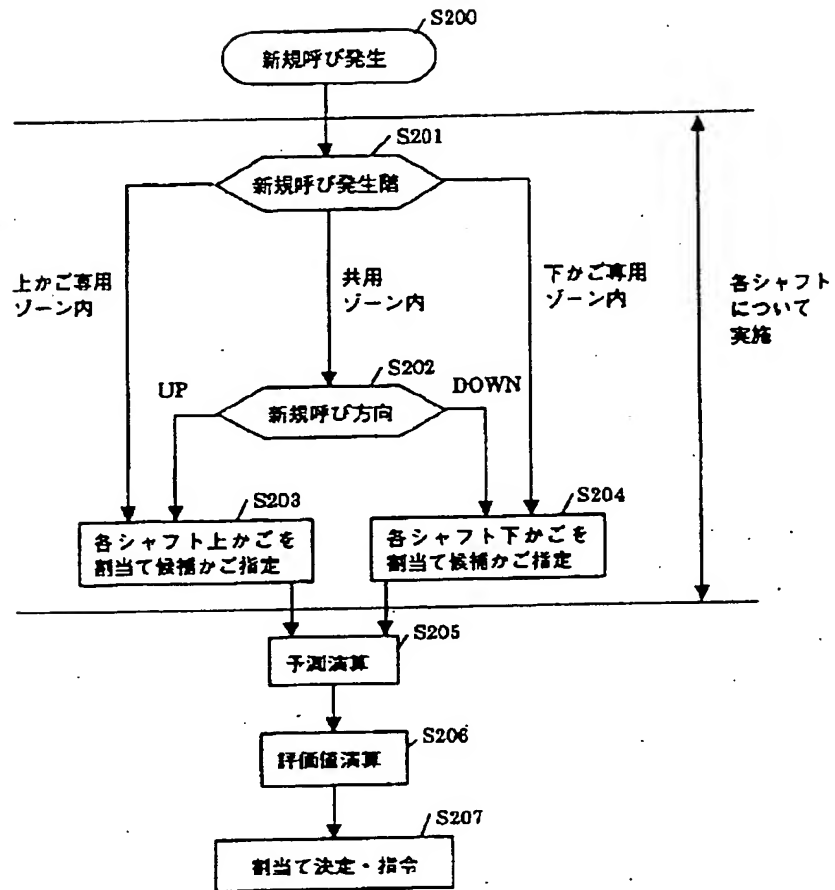 S200
新規呼び発生
S201
新規呼び発生階
上かご専用
ゾーン内
共用
ゾーン内
下かご専用
ゾーン内
各シャフト
について
実施
S202
UP
DOWN
新規呼び方向
S203
S204
各シャフト上かごを
割当て候補かご指定
各シャフト下かごを
割当て候補かご指定
S205
予測演算
S206
評価値演算
S207
割当て決定・指令